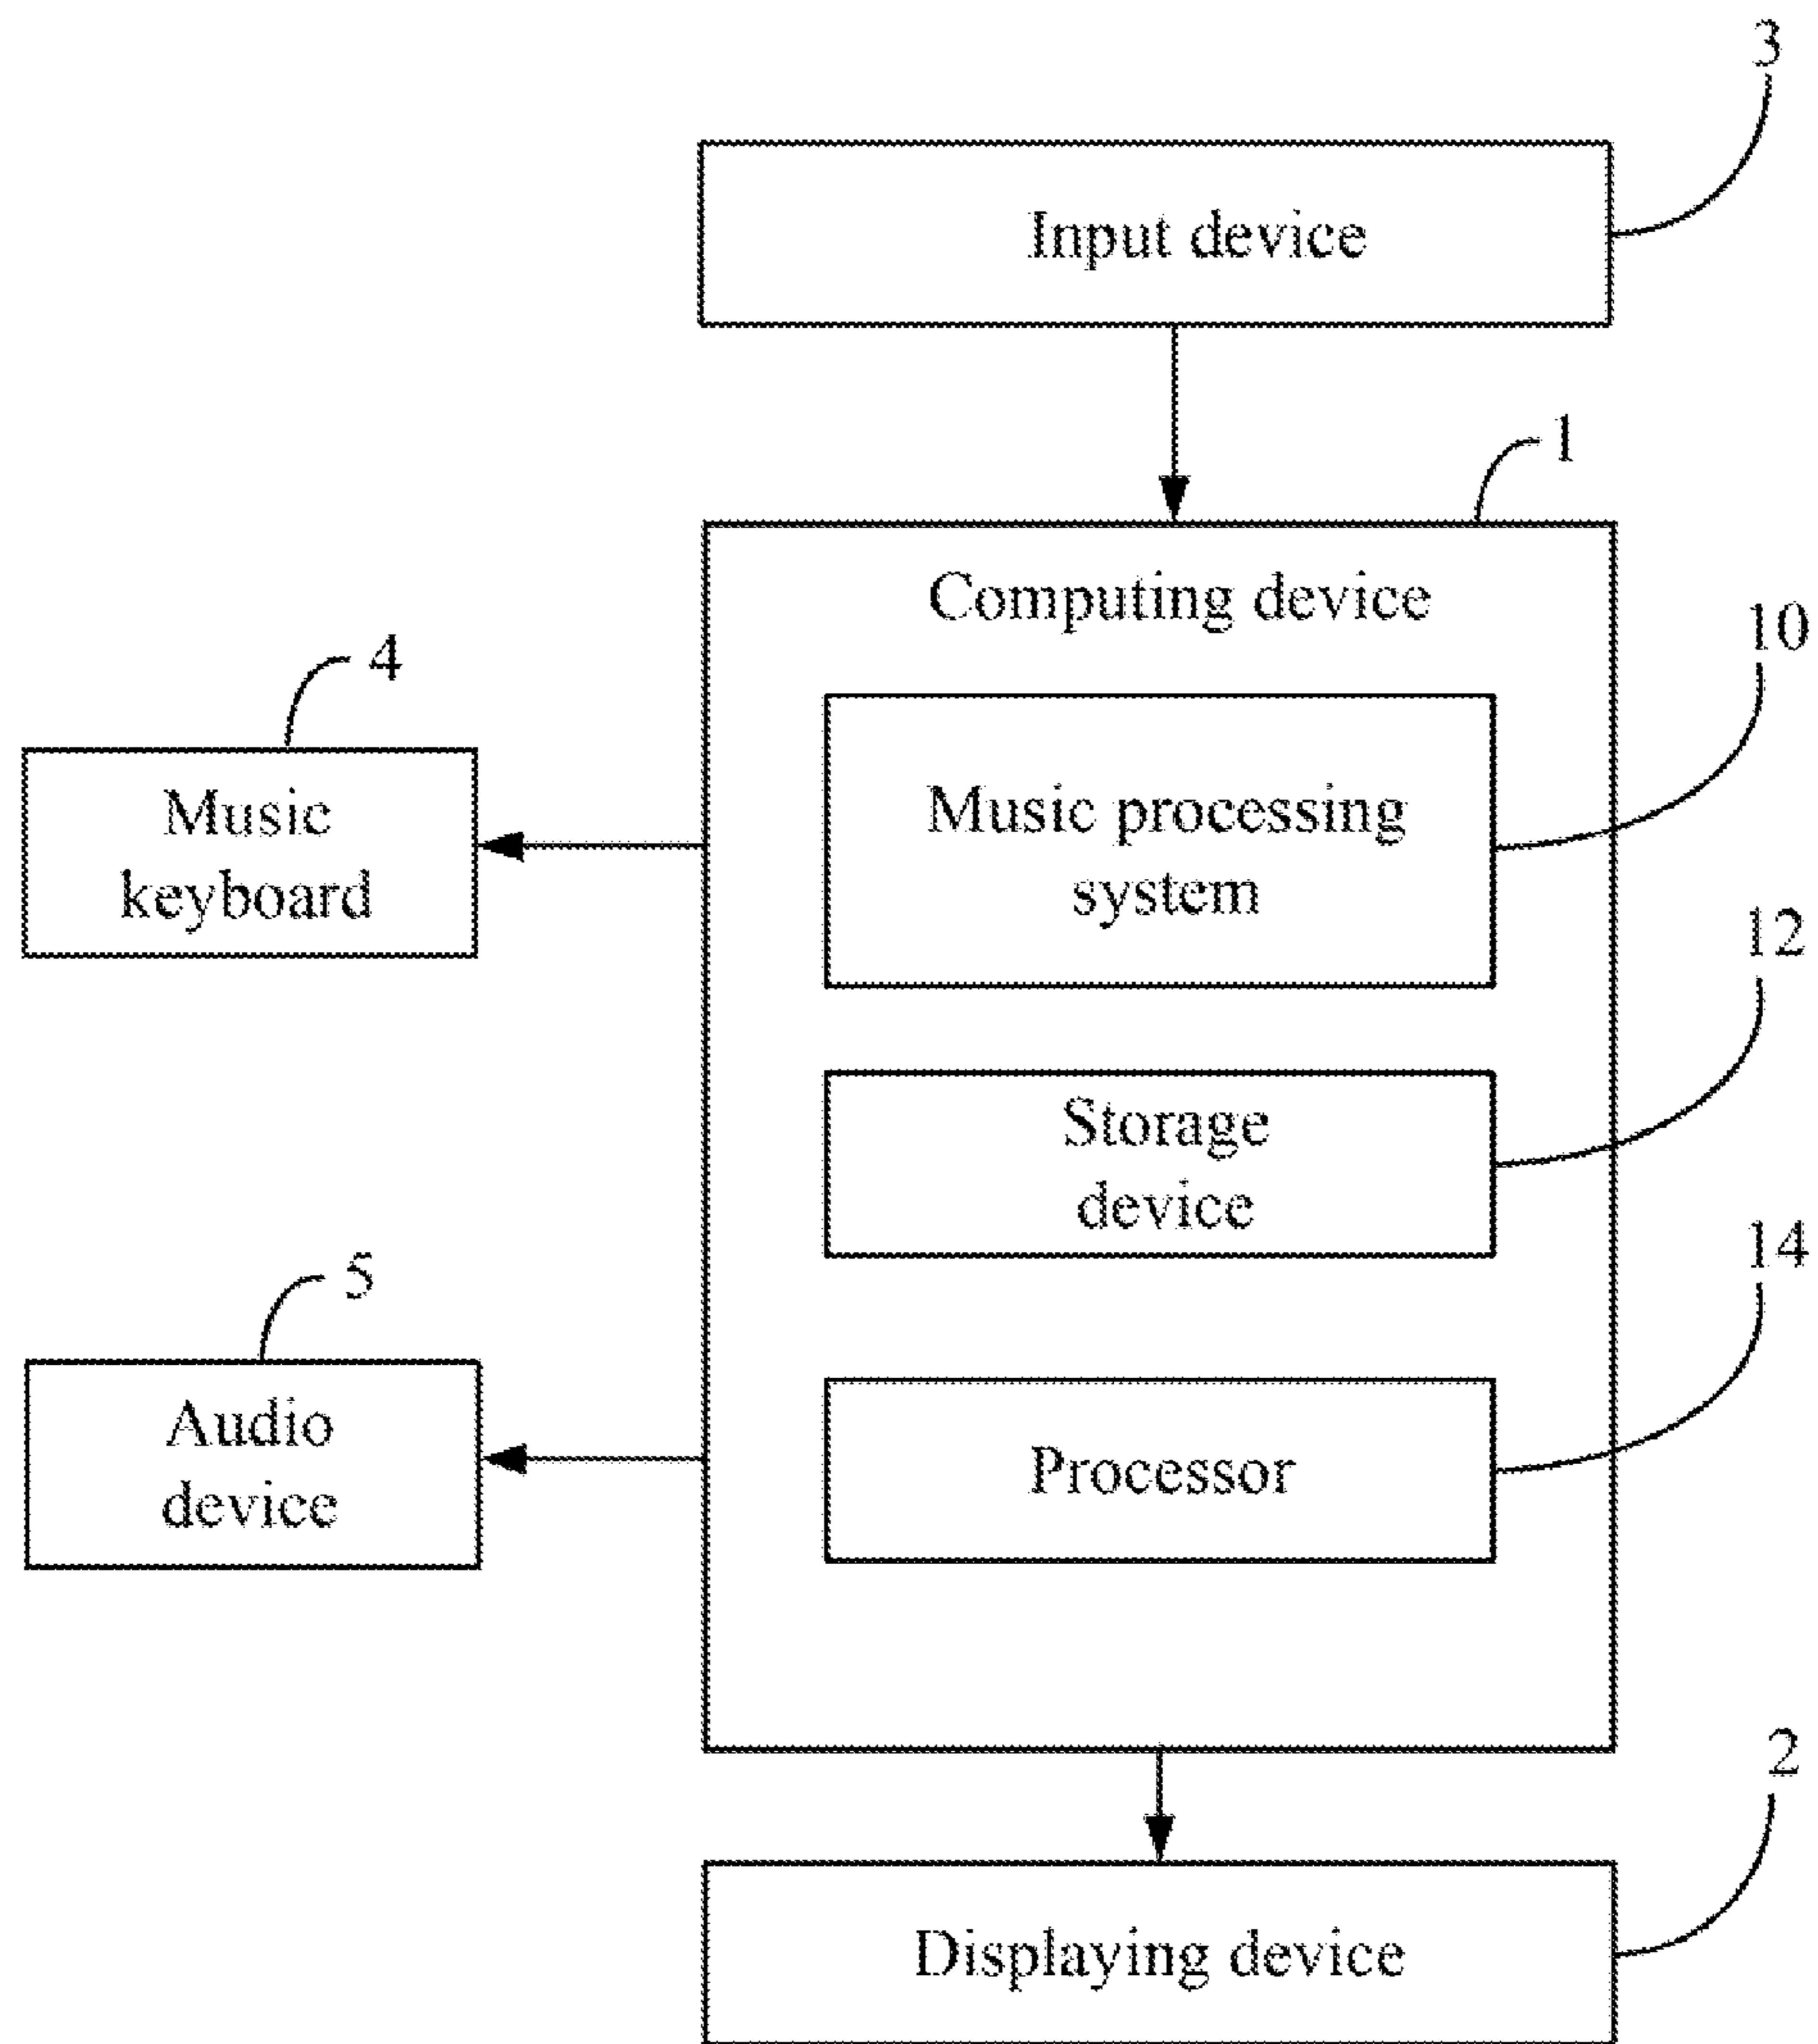 3
Input device
1
Computing device
10
4
Music
keyboard
Music processing
system
12
Storage
device
5
14
Audio
device
Processor
2
Displaying device